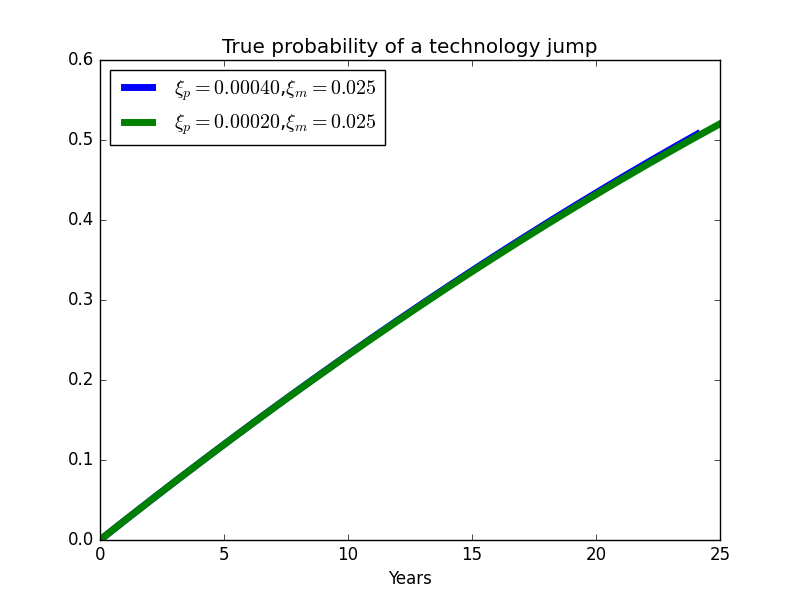 True probability of a technology jump
0.6
ξₚ = 0.00040,ξₘ = 0.025
ξₚ = 0.00020,ξₘ = 0.025
0.5
0.4
0.3
0.2
0.1
0.0
0 5 10 15 20 25
Years